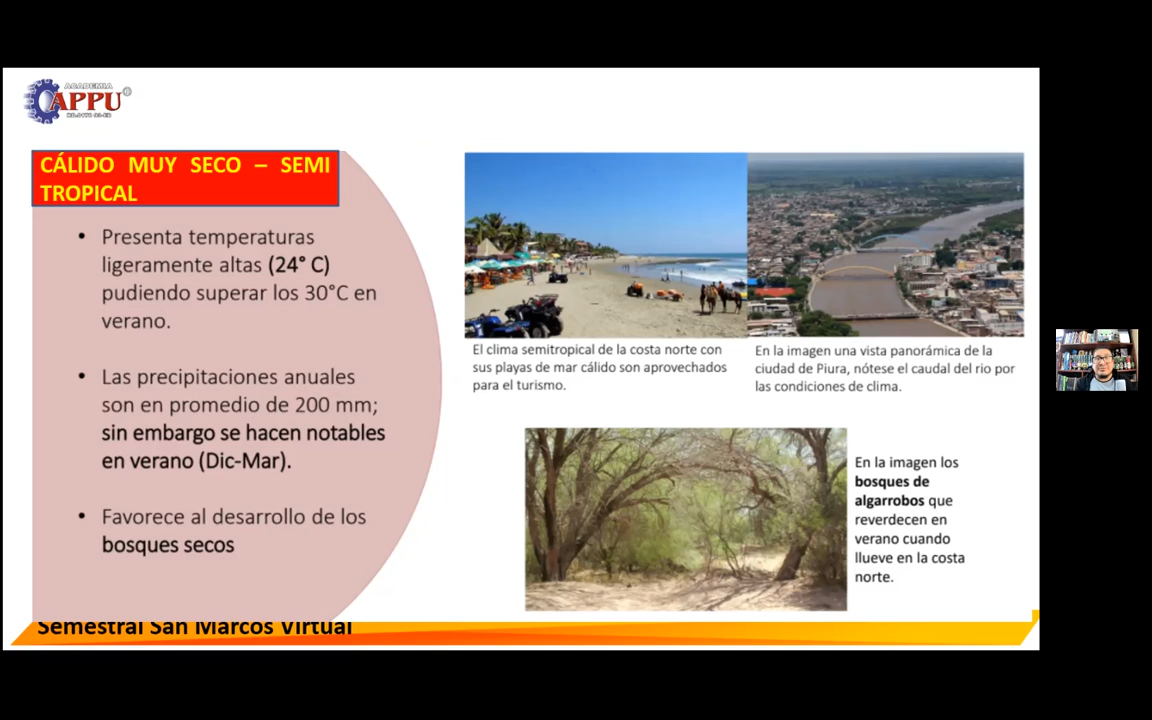 ACADEMIA
APPU
CÁLIDO MUY SECO – SEMI
TROPICAL
• Presenta temperaturas
ligeramente altas (24° C)
pudiendo superar los 30°C en
verano.
• Las precipitaciones anuales
son en promedio de 200 mm;
sin embargo se hacen notables
en verano (Dic-Mar).
• Favorece al desarrollo de los
bosques secos
El clima semitropical de la costa norte con
sus playas de mar cálido son aprovechados
para el turismo.
En la imagen una vista panorámica de la
ciudad de Piura, nótese el caudal del rio por
las condiciones de clima.
En la imagen los
bosques de
algarrobos que
reverdecen en
verano cuando
llueve en la costa
norte.
Semestral San Marcos Virtual